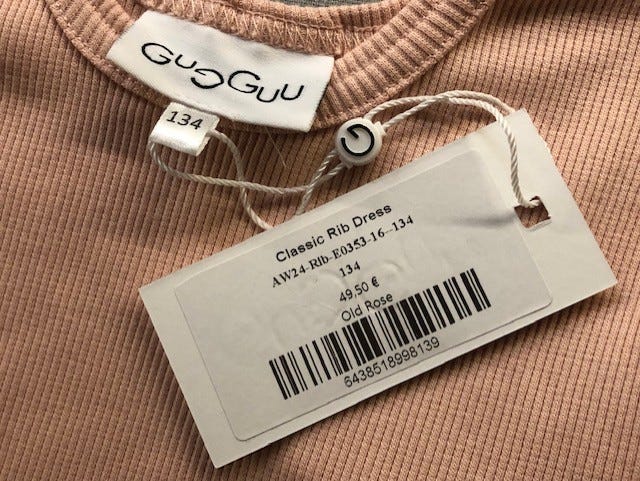 GuGGuu
134
G
Classic Rib Dress
AW24-Rib-E0353-16--134
134
49.50 €
Old Rose
6438518998139